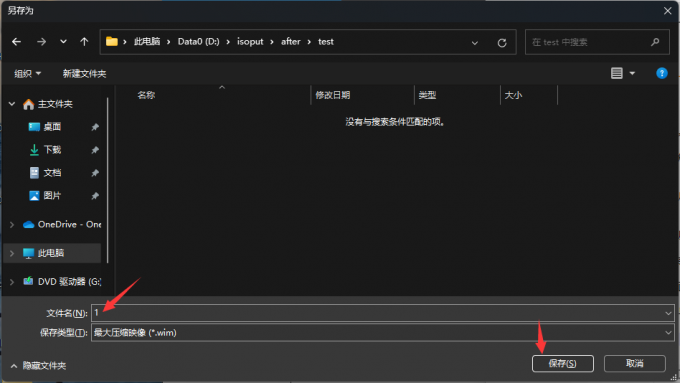 另存为
此电脑 > Data0 (D:) > isoput > after > test
在 test 中搜索
组织 新建文件夹
名称 修改日期 类型 大小
没有与搜索条件匹配的项。
主文件夹
桌面
下载
文档
图片
OneDrive - One
此电脑
DVD 驱动器 (G:)
文件名(N): 1
保存类型(T): 最大压缩映像 (*.wim)
隐藏文件夹
保存(S) 取消